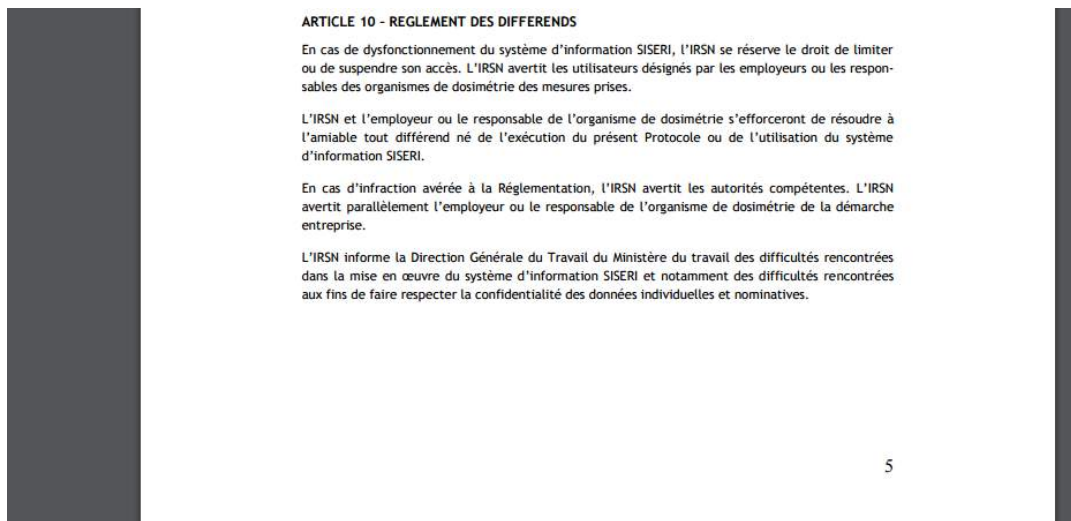 ARTICLE 10 - REGLEMENT DES DIFFERENDS
En cas de dysfonctionnement du système d'information SISERI, l'IRSN se réserve le droit de limiter
ou de suspendre son accès. L'IRSN avertit les utilisateurs désignés par les employeurs ou les respon-
sables des organismes de dosimétrie des mesures prises.
L'IRSN et l'employeur ou le responsable de l'organisme de dosimétrie s'efforceront de résoudre à
l'amiable tout différend né de l'exécution du présent Protocole ou de l'utilisation du système
d'information SISERI.
En cas d'infraction avérée à la Réglementation, l'IRSN avertit les autorités compétentes. L'IRSN
avertit parallèlement l'employeur ou le responsable de l'organisme de dosimétrie de la démarche
entreprise.
L'IRSN informe la Direction Générale du Travail du Ministère du travail des difficultés rencontrées
dans la mise en œuvre du système d'information SISERI et notamment des difficultés rencontrées
aux fins de faire respecter la confidentialité des données individuelles et nominatives.
5